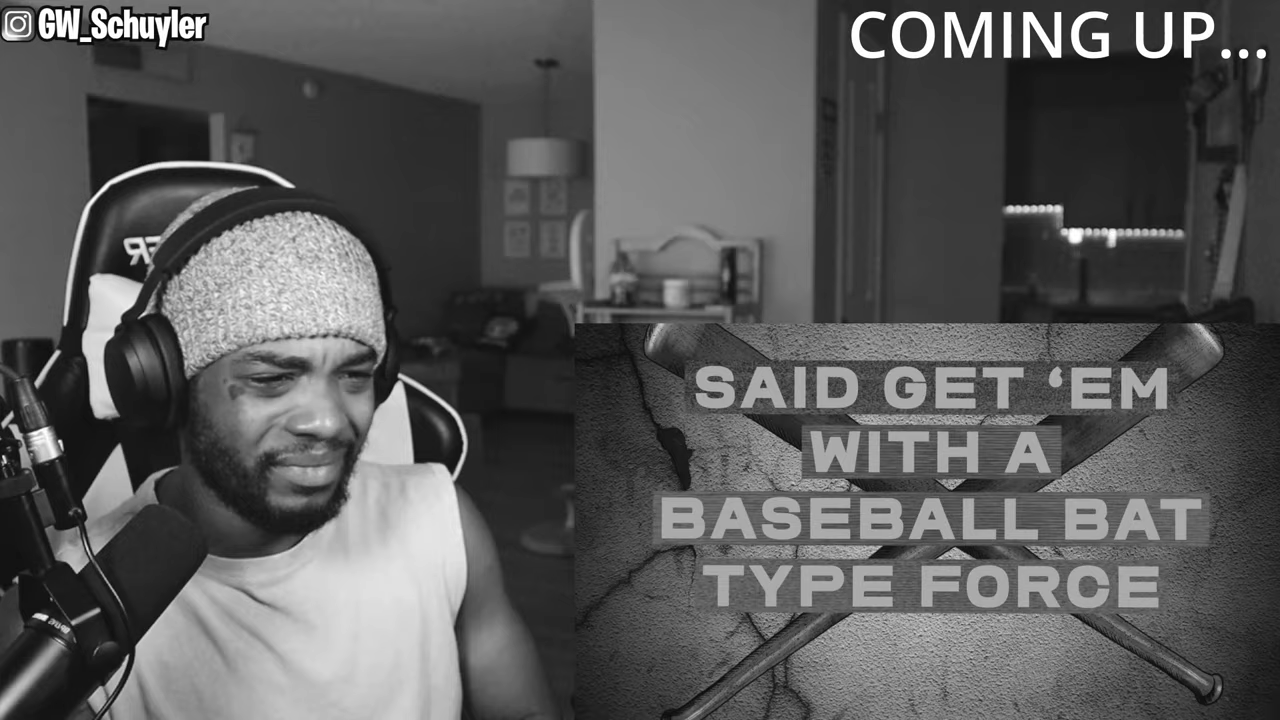 GW_Schuyler
COMING UP...
SAID GET ‘EM
WITH A
BASEBALL BAT
TYPE FORCE